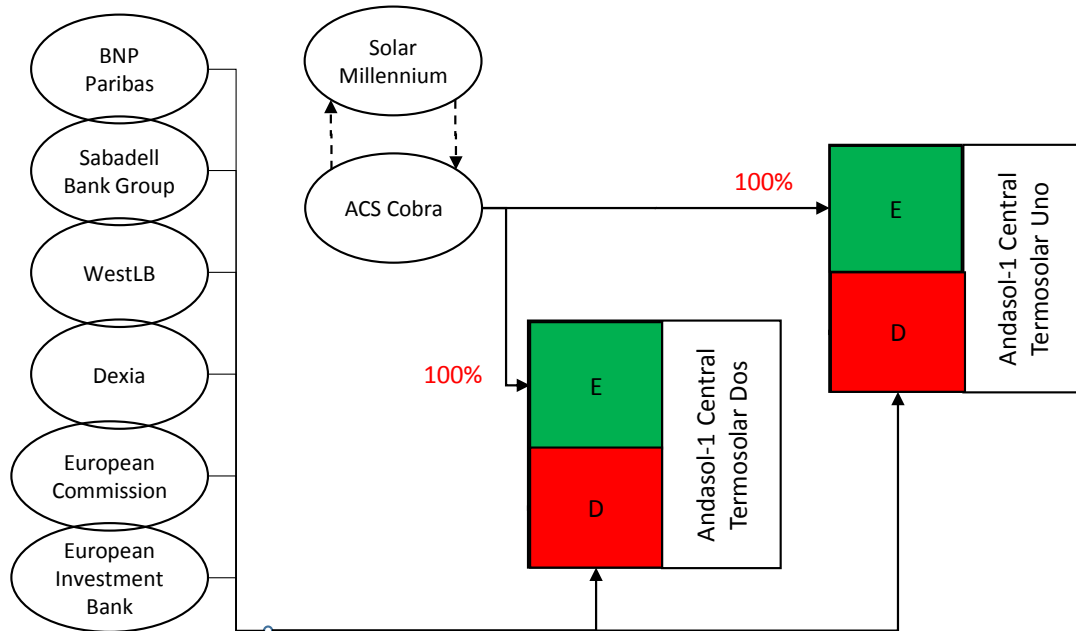 BNP
Paribas
Sabadell
Bank Group
WestLB
Dexia
European
Commission
European
Investment
Bank
Solar
Millennium
ACS Cobra
100%
100%
E
D
Andasol-1 Central
Termosolar Dos
E
D
Andasol-1 Central
Termosolar Uno